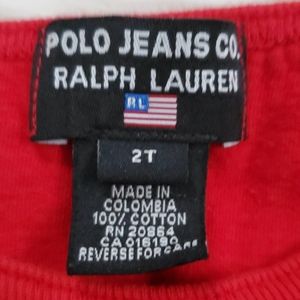 POLO JEANS CO.
RALPH LAUREN
RL
2T
MADE IN
COLOMBIA
100% COTTON
RN 20864
CA 016190
REVERSE FOR CARE